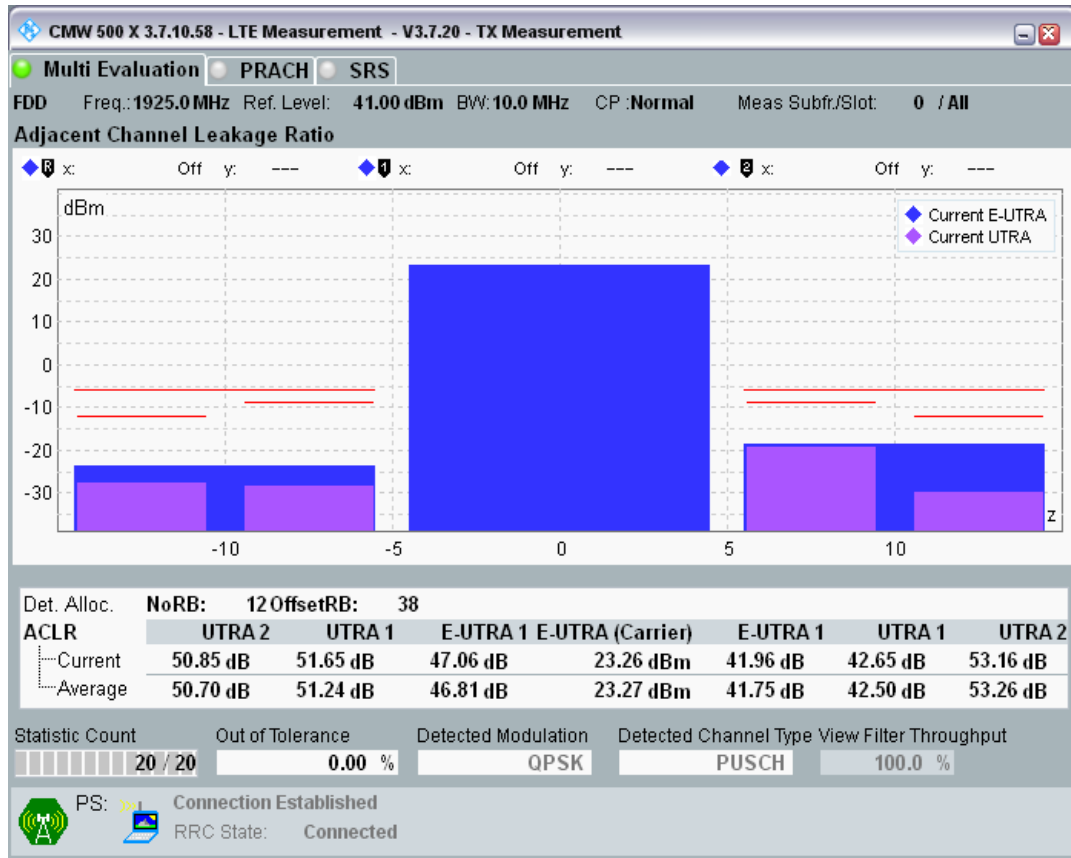 CMW 500 X 3.7.10.58 - LTE Measurement - V3.7.20 - TX Measurement
Multi Evaluation PRACH SRS
FDD Freq.: 1925.0 MHz Ref. Level: 41.00 dBm BW: 10.0 MHz CP : Normal Meas Subfr./Slot: 0 / All
Adjacent Channel Leakage Ratio
R x: Off y: --- 1 x: Off y: --- 2 x: Off y: ---
dBm
Current E-UTRA
Current UTRA
30
20
10
0
-10
-20
-30
z
-10 -5 0 5 10
Det. Alloc. NoRB: 12 OffsetRB: 38
ACLR UTRA 2 UTRA 1 E-UTRA 1 E-UTRA (Carrier) E-UTRA 1 UTRA 1 UTRA 2
Current 50.85 dB 51.65 dB 47.06 dB 23.26 dBm 41.96 dB 42.65 dB 53.16 dB
Average 50.70 dB 51.24 dB 46.81 dB 23.27 dBm 41.75 dB 42.50 dB 53.26 dB
Statistic Count Out of Tolerance Detected Modulation Detected Channel Type View Filter Throughput
20 / 20 0.00 % QPSK PUSCH 100.0 %
PS: Connection Established
RRC State: Connected